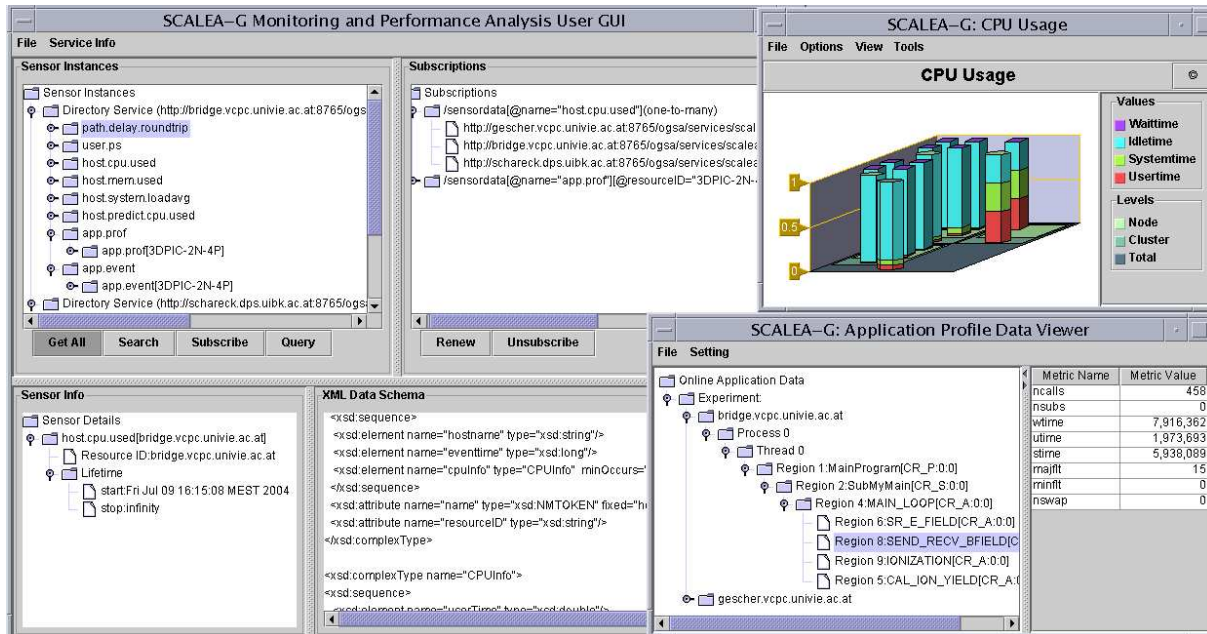 SCALEA-G Monitoring and Performance Analysis User GUI
File Service Info
Sensor Instances
Sensor Instances
Directory Service (http://bridge.vcpc.univie.ac.at:8765/ogs
path.delay.roundtrip
user.ps
host.cpu.used
host.mem.used
host.system.loadavg
host.predict.cpu.used
app.prof
app.prof[3DPIC-2N-4P]
app.event
app.event[3DPIC-2N-4P]
Directory Service (http://schareck.dps.uibk.ac.at:8765/ogs
Get All Search Subscribe Query
Subscriptions
Subscriptions
/sensordata[@name="host.cpu.used"](one-to-many)
http://gescher.vcpc.univie.ac.at:8765/ogsa/services/scal
http://bridge.vcpc.univie.ac.at:8765/ogsa/services/scalea
http://schareck.dps.uibk.ac.at:8765/ogsa/services/scalea
/sensordata[@name="app.prof"][@resourceID="3DPIC-2N-4
Renew Unsubscribe
Sensor Info
Sensor Details
host.cpu.used[bridge.vcpc.univie.ac.at]
Resource ID:bridge.vcpc.univie.ac.at
Lifetime
start:Fri Jul 09 16:15:08 MEST 2004
stop:infinity
XML Data Schema
<xsd:sequence>
<xsd:element name="hostname" type="xsd:string"/>
<xsd:element name="eventtime" type="xsd:long"/>
<xsd:element name="cpuInfo" type="CPUInfo" minOccurs="
</xsd:sequence>
<xsd:attribute name="name" type="xsd:NMTOKEN" fixed="ho
<xsd:attribute name="resourceID" type="xsd:string"/>
</xsd:complexType>
<xsd:complexType name="CPUInfo">
<xsd:sequence>
<xsd:element name="userTime" type="xsd:double"/>
SCALEA-G: CPU Usage
File Options View Tools
CPU Usage ©
1
0.5
0
Values
Waittime
Idletime
Systemtime
Usertime
Levels
Node
Cluster
Total
SCALEA-G: Application Profile Data Viewer
File Setting
Online Application Data
Experiment:
bridge.vcpc.univie.ac.at
Process 0
Thread 0
Region 1:MainProgram[CR_P:0:0]
Region 2:SubMyMain[CR_S:0:0]
Region 4:MAIN_LOOP[CR_A:0:0]
Region 6:SR_E_FIELD[CR_A:0:0]
Region 8:SEND_RECV_BFIELD[C
Region 9:IONIZATION[CR_A:0:0]
Region 5:CAL_ION_YIELD[CR_A:0
gescher.vcpc.univie.ac.at
Metric Name Metric Value
ncalls 458
nsubs 0
wtime 7,916,362
utime 1,973,693
stime 5,938,089
majflt 15
minflt 0
nswap 0